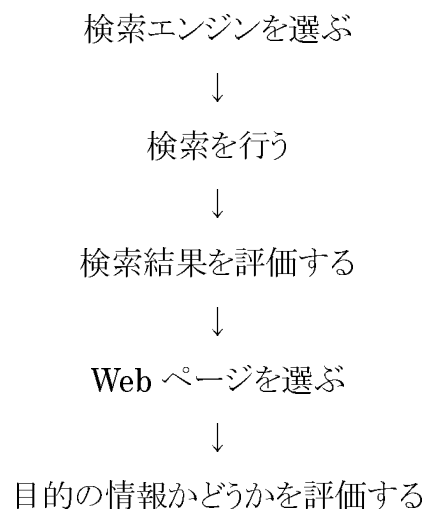 検索エンジンを選ぶ
↓
検索を行う
↓
検索結果を評価する
↓
Web ページを選ぶ
↓
目的の情報かどうかを評価する